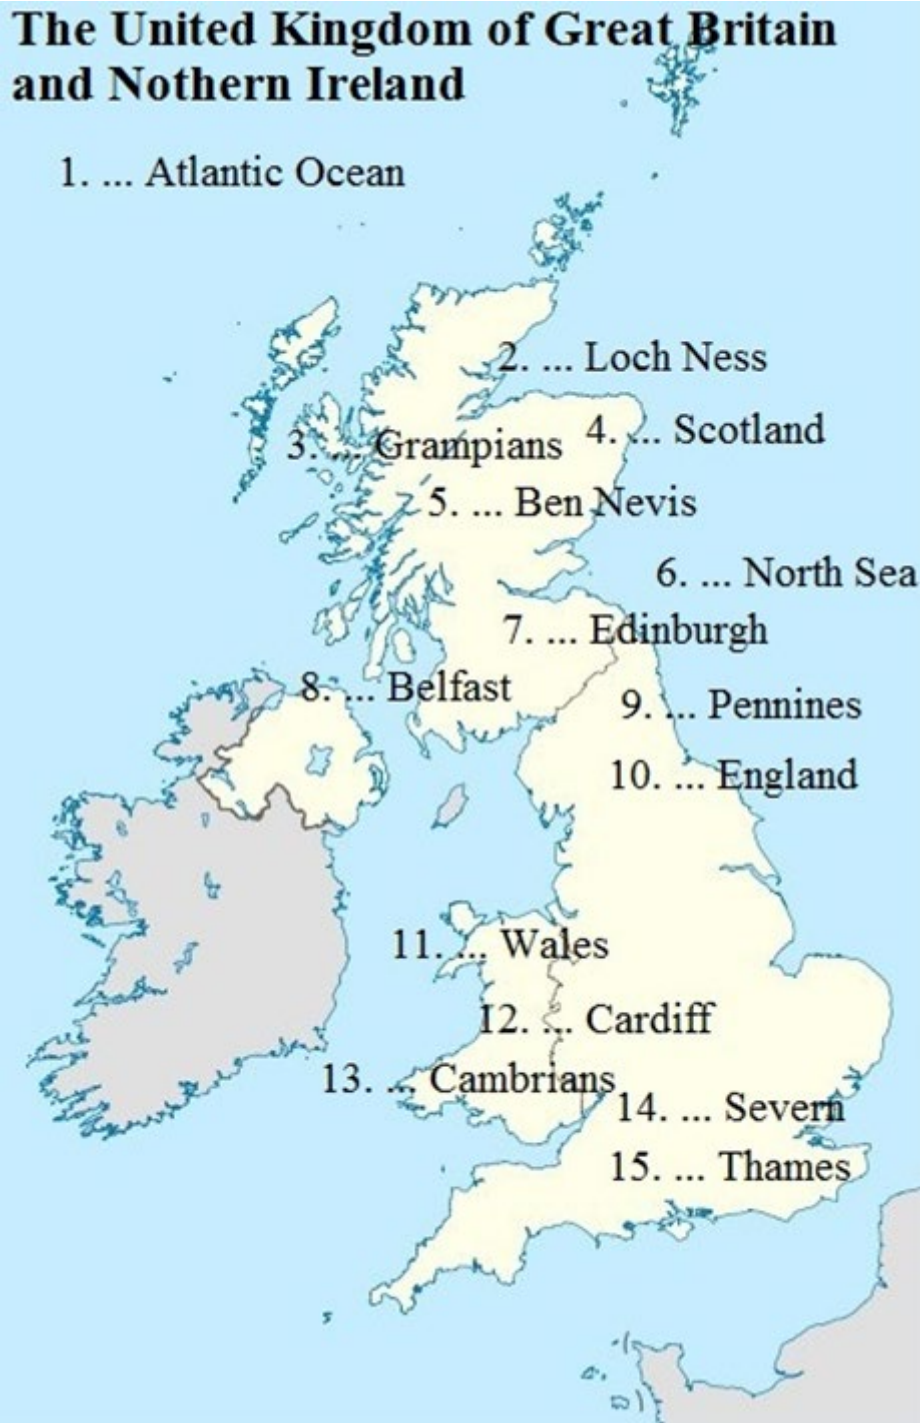 The United Kingdom of Great Britain
and Nothern Ireland
1. ... Atlantic Ocean
2. ... Loch Ness
3. ... Grampians
4. ... Scotland
5. ... Ben Nevis
6. ... North Sea
7. ... Edinburgh
8. ... Belfast
9. ... Pennines
10. ... England
11. ... Wales
12. ... Cardiff
13. ... Cambrians
14. ... Severn
15. ... Thames